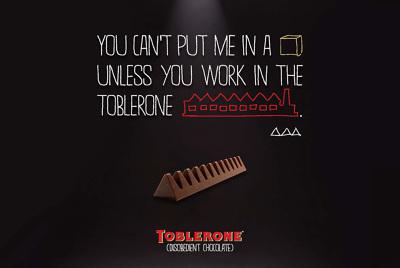 YOU CAN'T PUT ME IN A
UNLESS YOU WORK IN THE
TOBLERONE .
TOBLERONE®
(DISOBEDIENT CHOCOLATE)